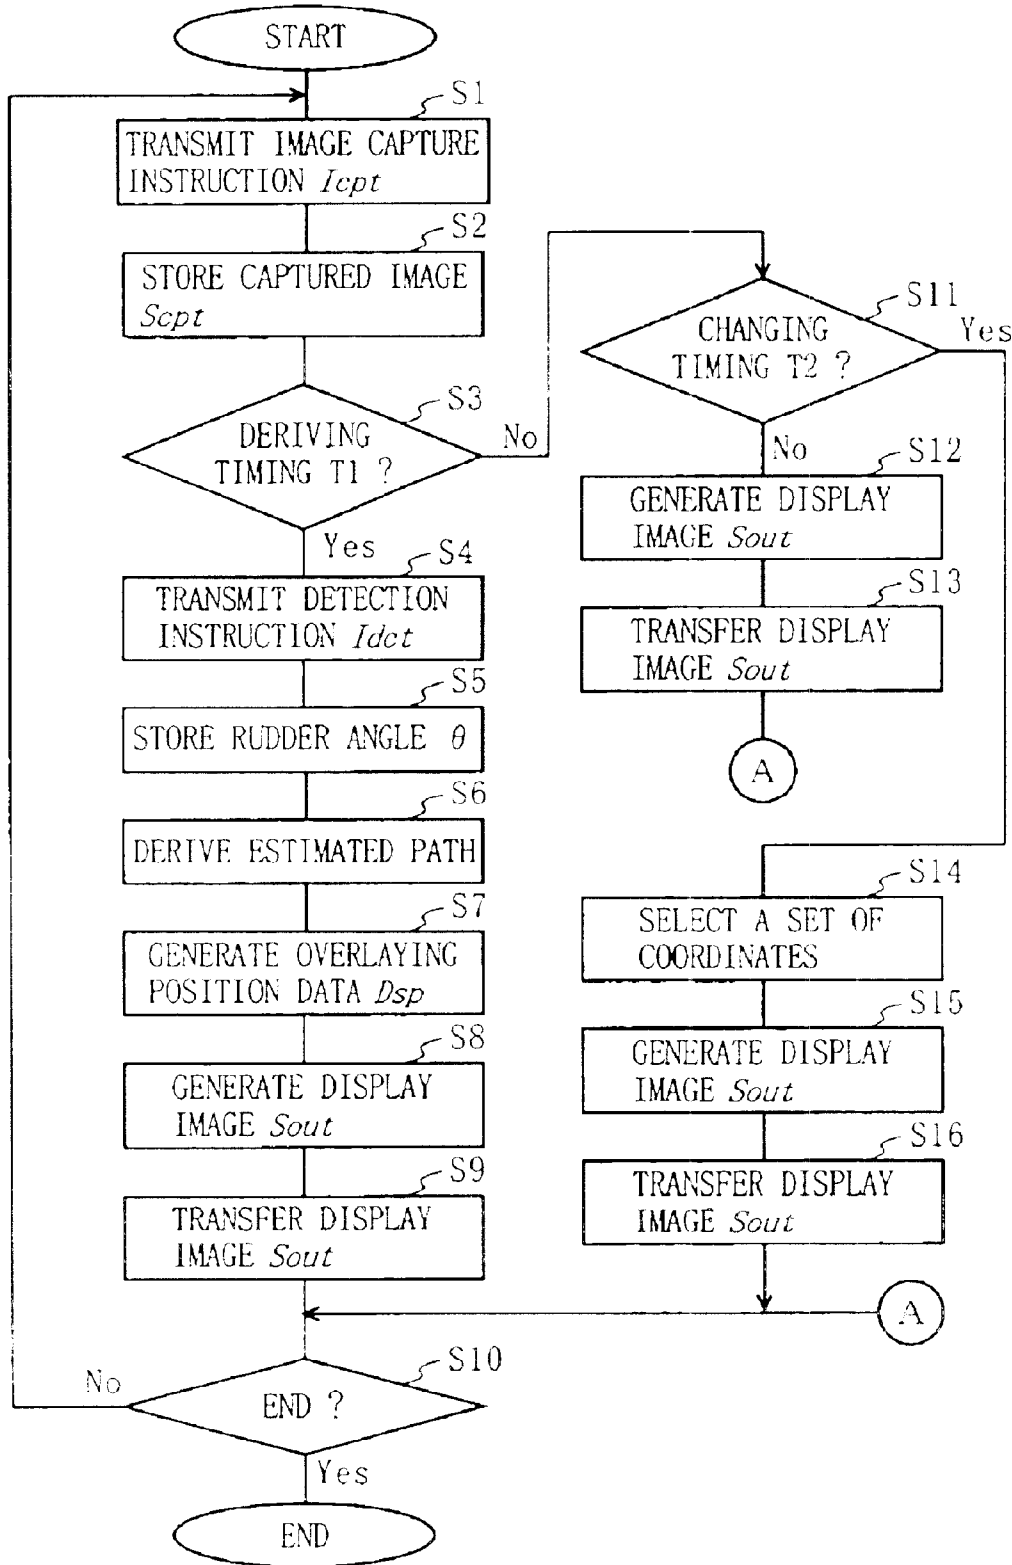 START
S1
TRANSMIT IMAGE CAPTURE
INSTRUCTION Icpt
S2
STORE CAPTURED IMAGE
Scpt
S3
DERIVING
TIMING T1 ?
No
Yes
S4
TRANSMIT DETECTION
INSTRUCTION Idct
S5
STORE RUDDER ANGLE θ
S6
DERIVE ESTIMATED PATH
S7
GENERATE OVERLAYING
POSITION DATA Dsp
S8
GENERATE DISPLAY
IMAGE Sout
S9
TRANSFER DISPLAY
IMAGE Sout
S10
END ?
No
Yes
END
S11
CHANGING
TIMING T2 ?
Yes
No
S12
GENERATE DISPLAY
IMAGE Sout
S13
TRANSFER DISPLAY
IMAGE Sout
A
S14
SELECT A SET OF
COORDINATES
S15
GENERATE DISPLAY
IMAGE Sout
S16
TRANSFER DISPLAY
IMAGE Sout
A